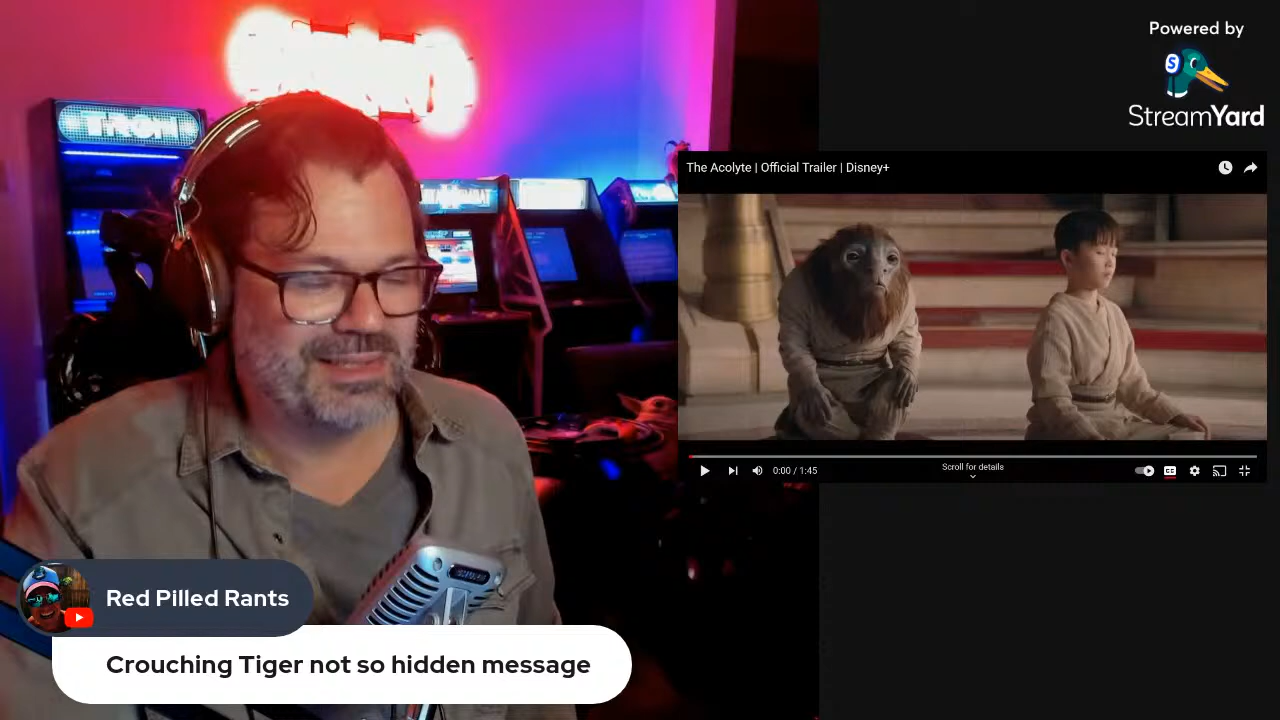 Powered by
S
StreamYard
TRON
The Acolyte | Official Trailer | Disney+
0:00 / 1:45
Scroll for details
CC
Red Pilled Rants
Crouching Tiger not so hidden message